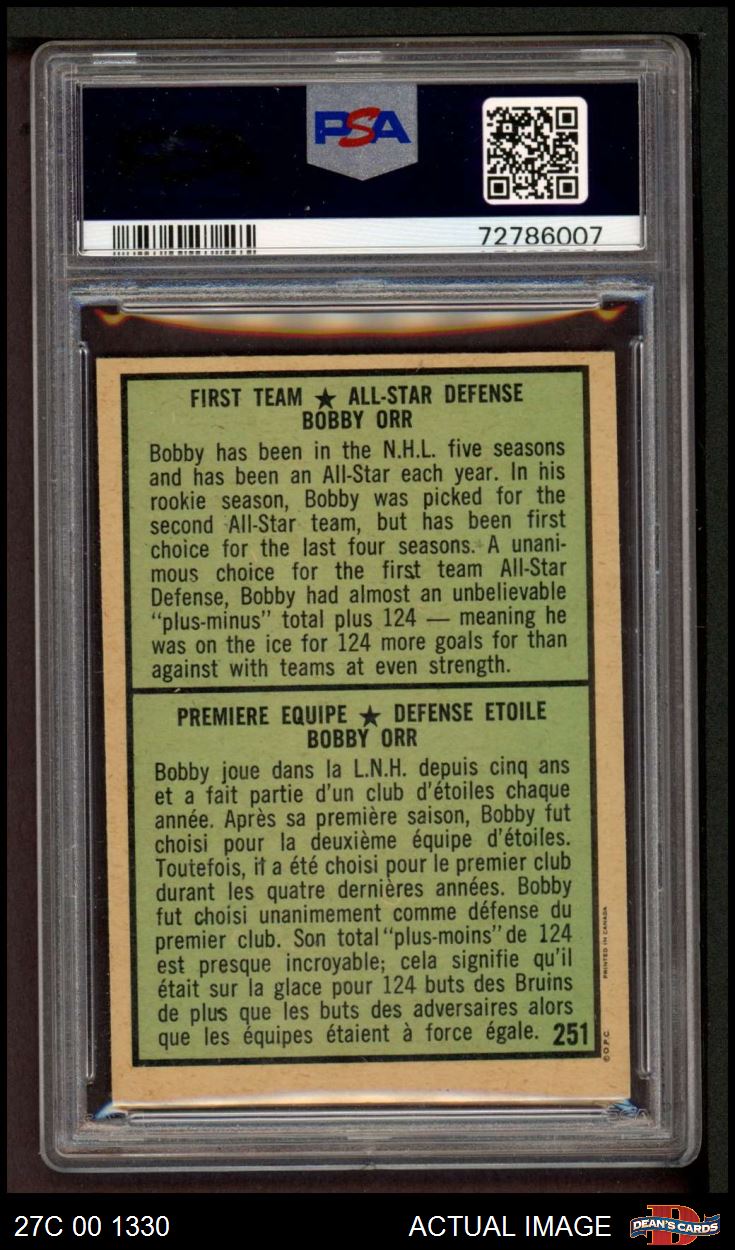 PSA
72786007
FIRST TEAM ★ ALL-STAR DEFENSE
BOBBY ORR
Bobby has been in the N.H.L. five seasons
and has been an All-Star each year. In his
rookie season, Bobby was picked for the
second All-Star team, but has been first
choice for the last four seasons. A unani-
mous choice for the first team All-Star
Defense, Bobby had almost an unbelievable
"plus-minus" total plus 124 — meaning he
was on the ice for 124 more goals for than
against with teams at even strength.
PREMIERE EQUIPE ★ DEFENSE ETOILE
BOBBY ORR
Bobby joue dans la L.N.H. depuis cinq ans
et a fait partie d'un club d'étoiles chaque
année. Après sa première saison, Bobby fut
choisi pour la deuxième équipe d'étoiles.
Toutefois, il a été choisi pour le premier club
durant les quatre dernières années. Bobby
fut choisi unanimement comme défense du
premier club. Son total "plus-moins" de 124
est presque incroyable; cela signifie qu'il
était sur la glace pour 124 buts des Bruins
de plus que les buts des adversaires alors
que les équipes étaient à force égale. 251
© O.P.C. PRINTED IN CANADA
27C 00 1330
ACTUAL IMAGE
DEAN'S CARDS